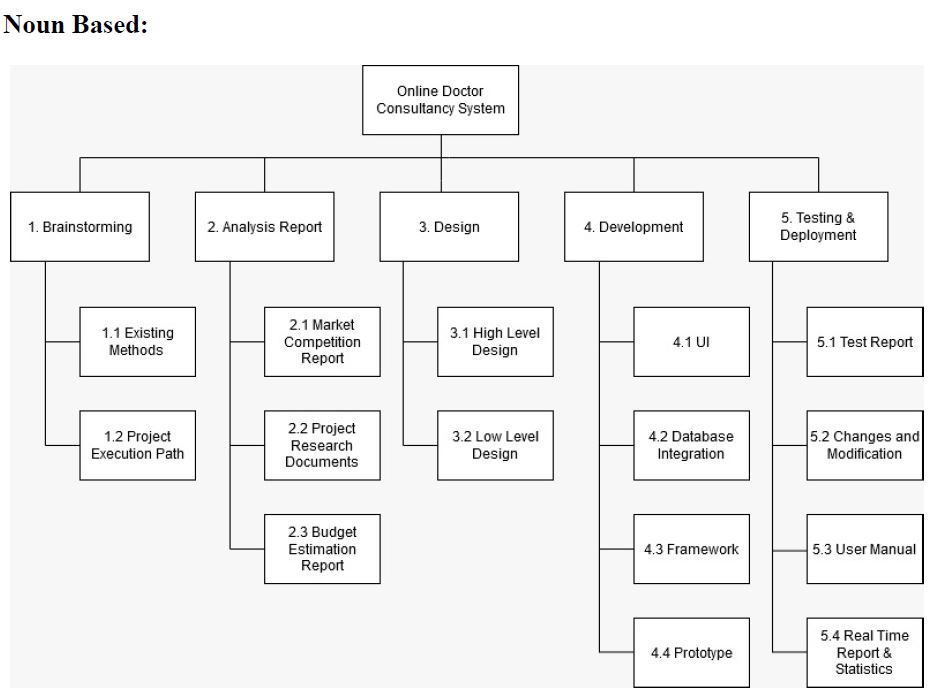 Noun Based:
Online Doctor
Consultancy System
1. Brainstorming
2. Analysis Report
3. Design
4. Development
5. Testing &
Deployment
1.1 Existing
Methods
2.1 Market
Competition
Report
3.1 High Level
Design
4.1 UI
5.1 Test Report
1.2 Project
Execution Path
2.2 Project
Research
Documents
3.2 Low Level
Design
4.2 Database
Integration
5.2 Changes and
Modification
2.3 Budget
Estimation
Report
4.3 Framework
5.3 User Manual
4.4 Prototype
5.4 Real Time
Report &
Statistics